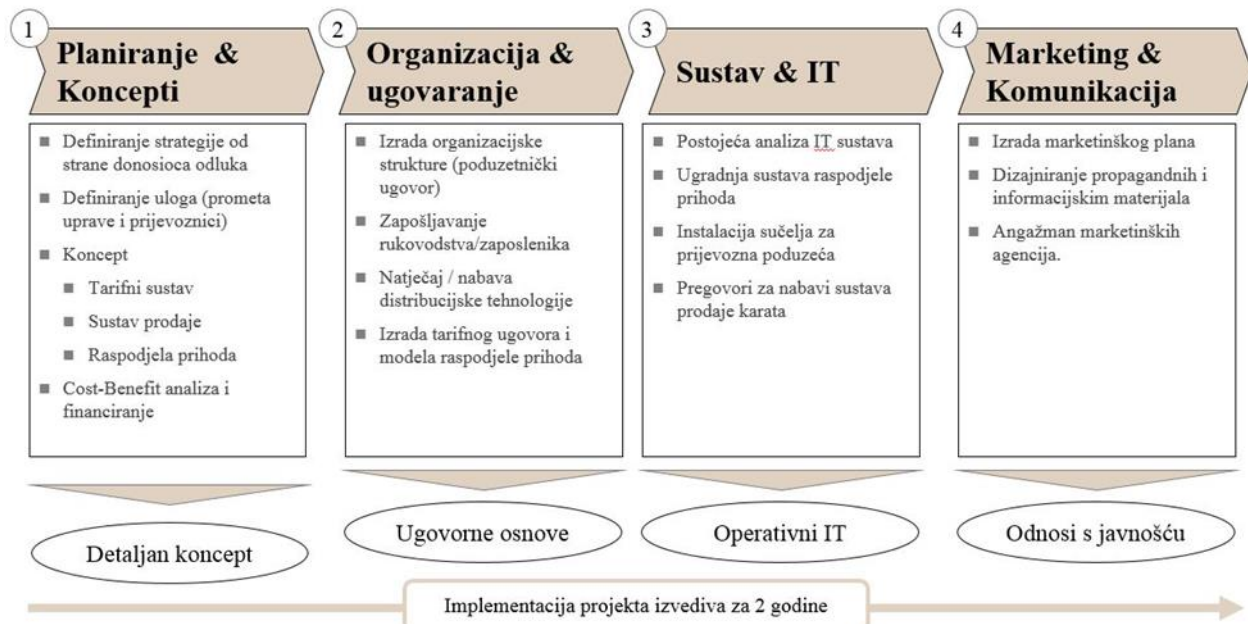 1
Planiranje &
Koncepti
Definiranje strategije od
strane donosioca odluka
Definiranje uloga (prometa
uprave i prijevoznici)
Koncept
Tarifni sustav
Sustav prodaje
Raspodjela prihoda
Cost-Benefit analiza i
financiranje
Detaljan koncept
2
Organizacija &
ugovaranje
Izrada organizacijske
strukture (poduzetnički
ugovor)
Zapošljavanje
rukovodstva/zaposlenika
Natječaj / nabava
distribucijske tehnologije
Izrada tarifnog ugovora i
modela raspodjele prihoda
Ugovorne osnove
3
Sustav & IT
Postojeća analiza IT sustava
Ugradnja sustava raspodjele
prihoda
Instalacija sučelja za
prijevozna poduzeća
Pregovori za nabavi sustava
prodaje karata
Operativni IT
4
Marketing &
Komunikacija
Izrada marketinškog plana
Dizajniranje propagandnih i
informacijskim materijala
Angažman marketinških
agencija.
Odnosi s javnošću
Implementacija projekta izvediva za 2 godine